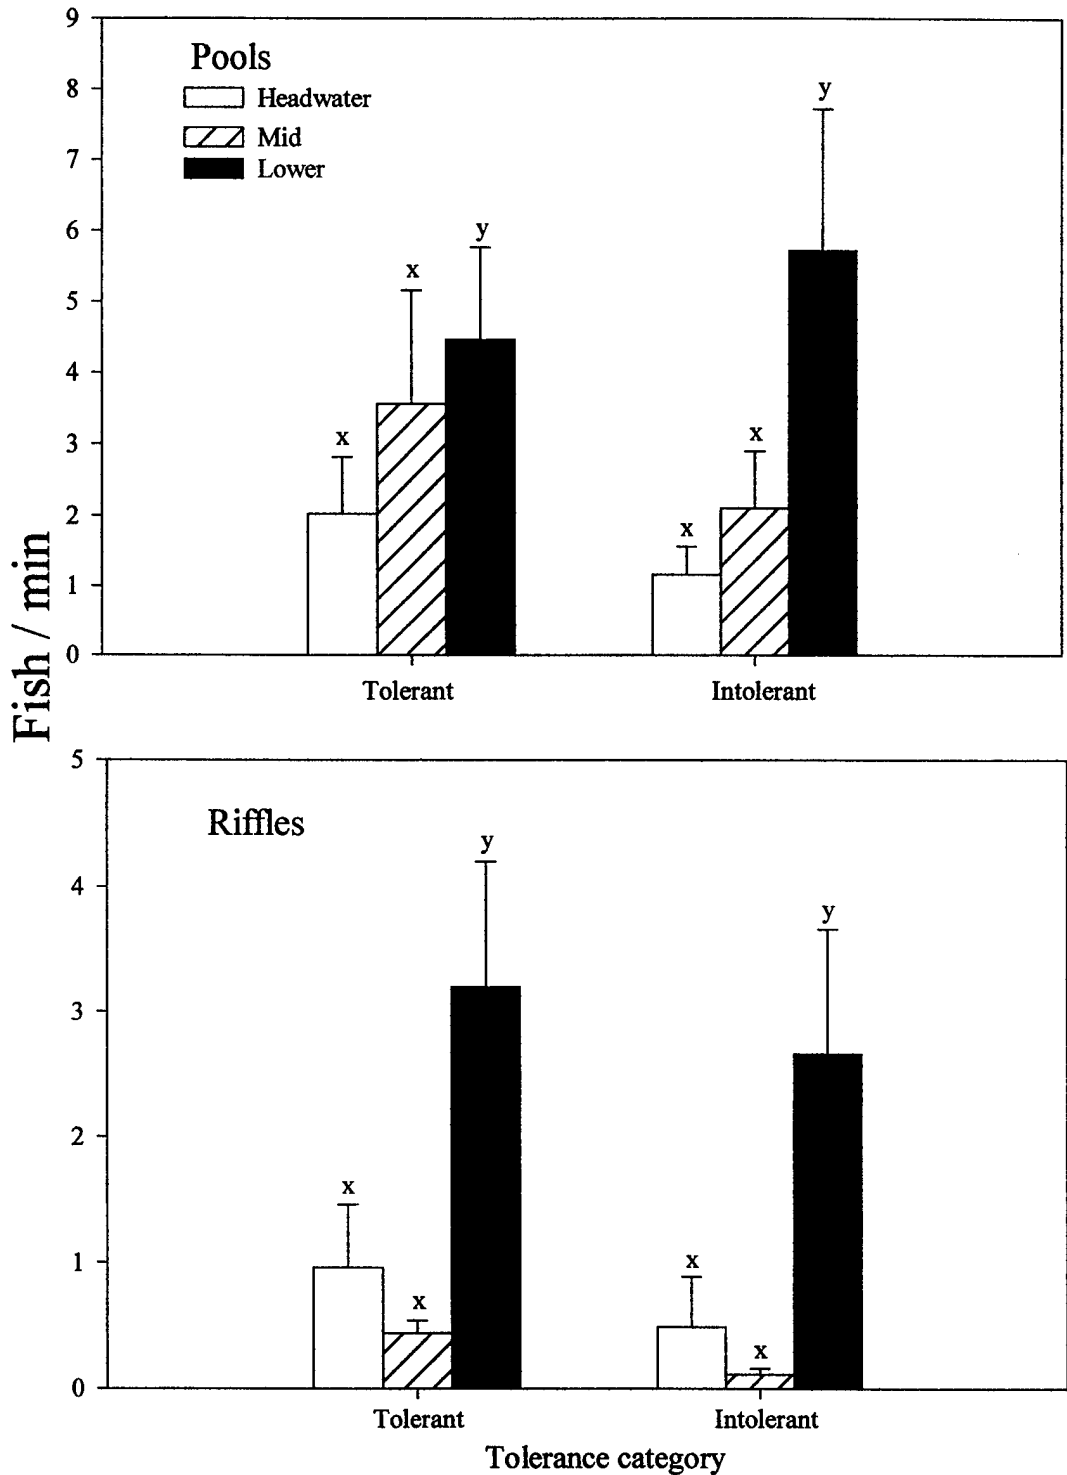 9
Pools
8
Headwater
y
Mid
7
Lower
6
y
x
5
4
x
x
3
x
2
1
0
Tolerant
Intolerant
Fish / min
5
Riffles
y
4
y
3
2
x
x
1
x
x
0
Tolerant
Intolerant
Tolerance category